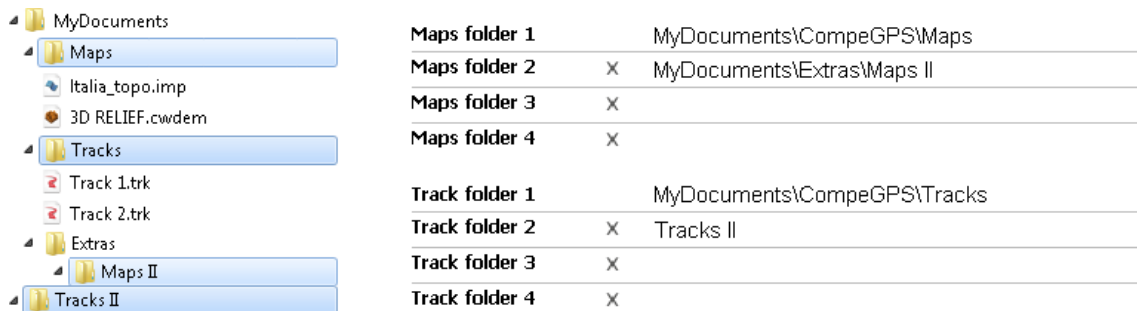 MyDocuments
Maps
Italia_topo.imp
3D RELIEF.cwdem
Tracks
Track 1.trk
Track 2.trk
Extras
Maps II
Tracks II
Maps folder 1 MyDocuments\CompeGPS\Maps
Maps folder 2 x MyDocuments\Extras\Maps II
Maps folder 3 x
Maps folder 4 x
Track folder 1 MyDocuments\CompeGPS\Tracks
Track folder 2 x Tracks II
Track folder 3 x
Track folder 4 x